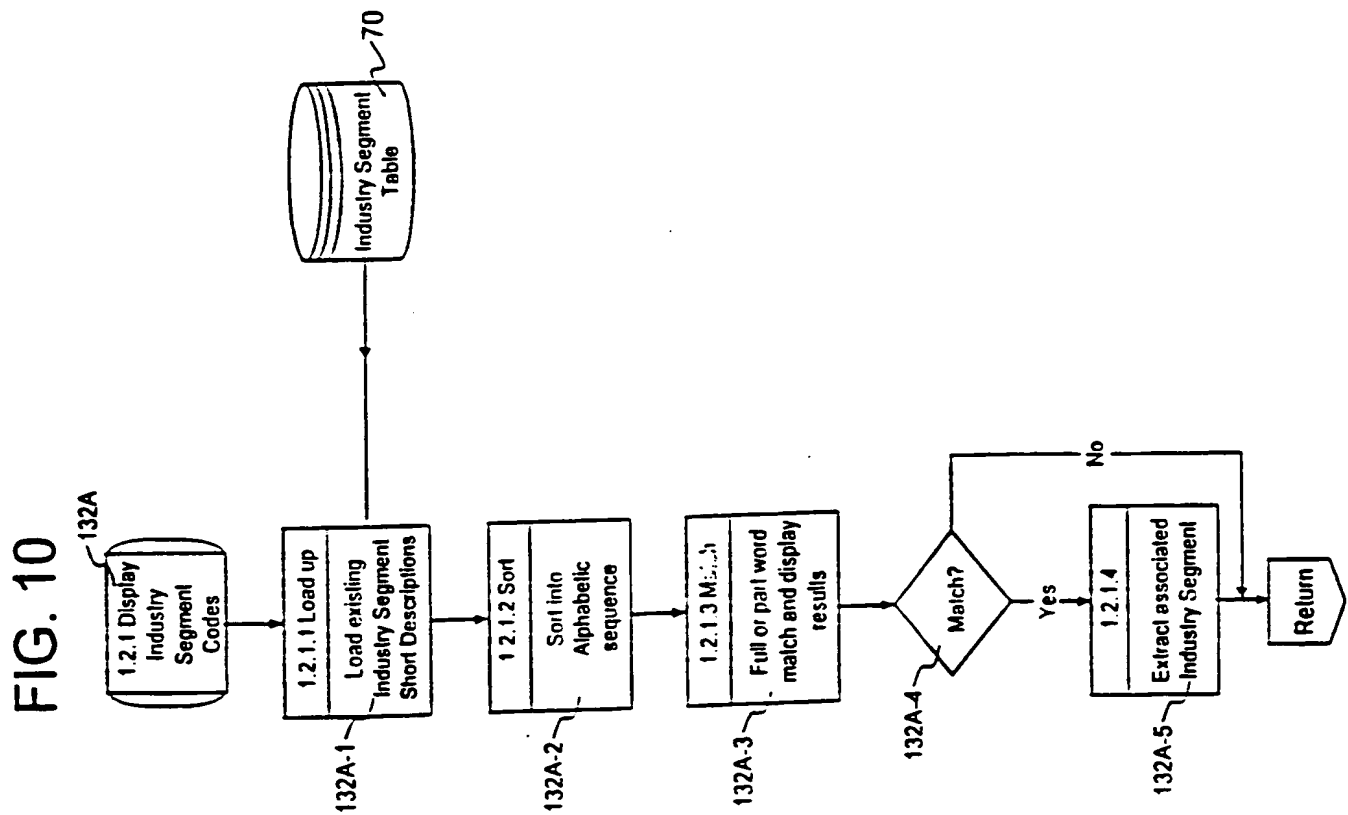 FIG. 10
132A
1.2.1 Display
Industry
Segment
Codes
1.2.1.1 Load up
Load existing
Industry Segment
Short Descriptions
132A-1
70
Industry Segment
Table
1.2.1.2 Sort
Sort into
Alphabetic
sequence
132A-2
1.2.1.3 Match
Full or part word
match and display
results
132A-3
Match?
132A-4
No
Yes
1.2.1.4
Extract associated
Industry Segment
132A-5
Return